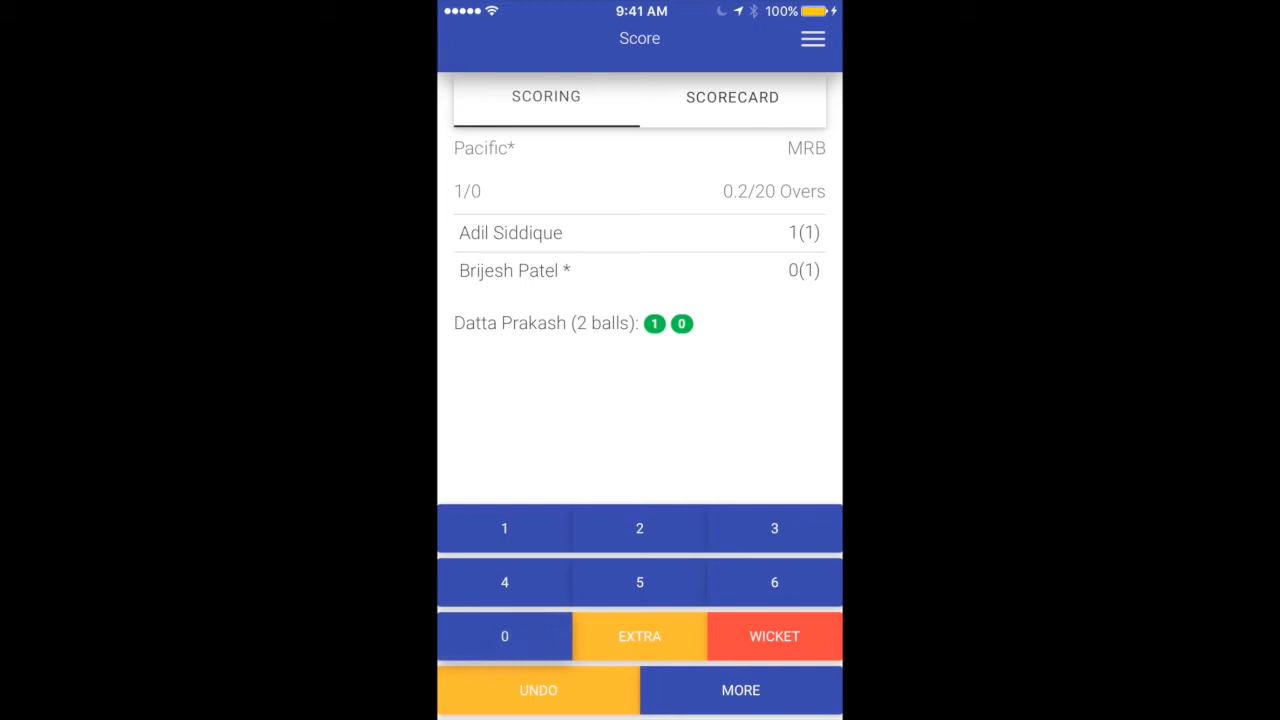 9:41 AM 100%
Score
SCORING SCORECARD
Pacific* MRB
1/0 0.2/20 Overs
Adil Siddique 1(1)
Brijesh Patel * 0(1)
Datta Prakash (2 balls): 1 0
1 2 3
4 5 6
0 EXTRA WICKET
UNDO MORE